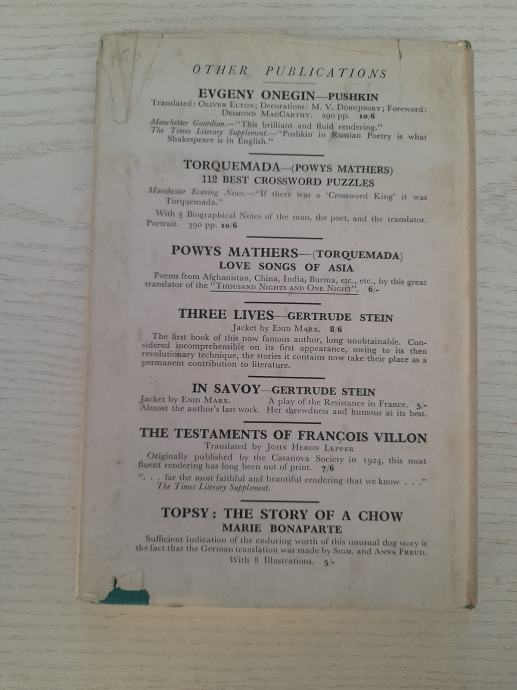 OTHER PUBLICATIONS
EVGENY ONEGIN—PUSHKIN
Translated: OLIVER ELTON; Decorations: M. V. DOBUJINSKY; Foreword:
DESMOND MACCARTHY. 290 pp. 10/6
Manchester Guardian.—"This brilliant and fluid rendering."
The Times Literary Supplement.—"Pushkin in Russian Poetry is what
Shakespeare is in English."
TORQUEMADA—(POWYS MATHERS)
112 BEST CROSSWORD PUZZLES
Manchester Evening News.—"If there was a 'Crossword King' it was
Torquemada."
With 3 Biographical Notes of the man, the poet, and the translator.
Portrait. 390 pp. 10/6
POWYS MATHERS—(TORQUEMADA)
LOVE SONGS OF ASIA
Poems from Afghanistan, China, India, Burma, etc., etc., by this great
translator of the "THOUSAND NIGHTS AND ONE NIGHT". 6/-
THREE LIVES—GERTRUDE STEIN
Jacket by ENID MARX. 8/6
The first book of this now famous author, long unobtainable. Con-
sidered incomprehensible on its first appearance, owing to its then
revolutionary technique, the stories it contains now take their place as a
permanent contribution to literature.
IN SAVOY—GERTRUDE STEIN
Jacket by ENID MARX. A play of the Resistance in France. 5/-
Almost the author's last work. Her shrewdness and humour at its best.
THE TESTAMENTS OF FRANÇOIS VILLON
Translated by JOHN HERON LEPPER
Originally published by the Casanova Society in 1924, this most
fluent rendering has long been out of print. 7/6
". . . far the most faithful and beautiful rendering that we know . . ."
The Times Literary Supplement.
TOPSY: THE STORY OF A CHOW
MARIE BONAPARTE
Sufficient indication of the enduring worth of this unusual dog story is
the fact that the German translation was made by SIGM. and ANNA FREUD.
With 8 Illustrations. 5/-